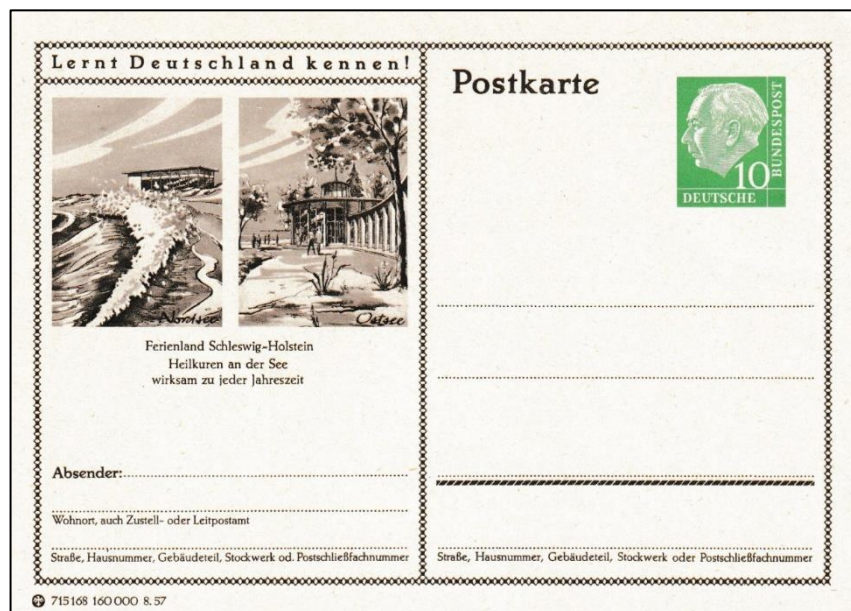 Lernt Deutschland kennen!
Nordsee
Ostsee
Ferienland Schleswig-Holstein
Heilkuren an der See
wirksam zu jeder Jahreszeit
Absender:
Wohnort, auch Zustell- oder Leitpostamt
Straße, Hausnummer, Gebäudeteil, Stockwerk od. Postschließfachnummer
715168 160 000 8. 57
Postkarte
10
DEUTSCHE
BUNDESPOST
Straße, Hausnummer, Gebäudeteil, Stockwerk oder Postschließfachnummer